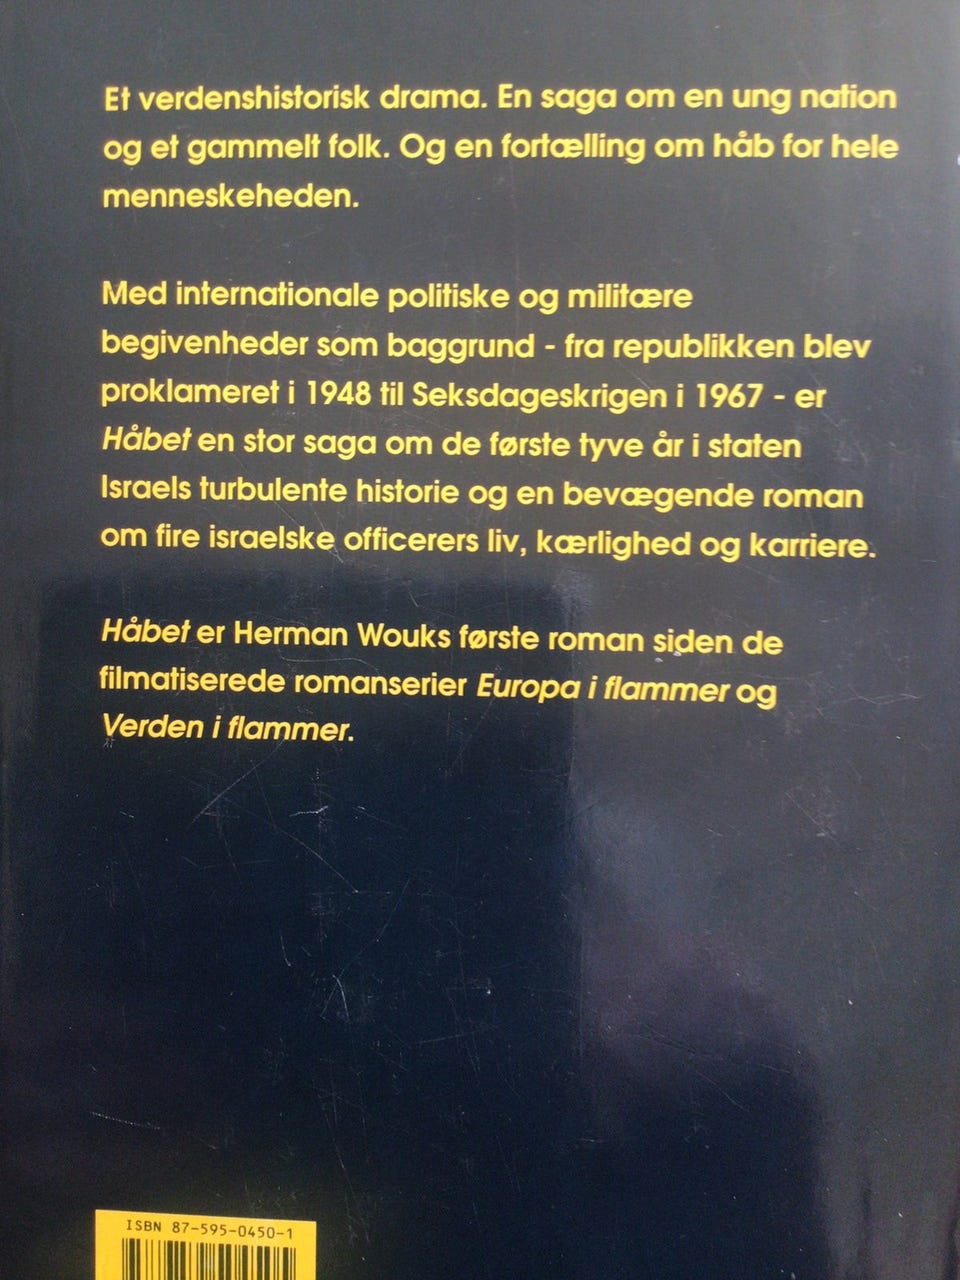 Et verdenshistorisk drama. En saga om en ung nation
og et gammelt folk. Og en fortælling om håb for hele
menneskeheden.
Med internationale politiske og militære
begivenheder som baggrund - fra republikken blev
proklameret i 1948 til Seksdageskrigen i 1967 - er
Håbet en stor saga om de første tyve år i staten
Israels turbulente historie og en bevægende roman
om fire israelske officerers liv, kærlighed og karriere.
Håbet er Herman Wouks første roman siden de
filmatiserede romanserier Europa i flammer og
Verden i flammer.
ISBN 87-595-0450-1